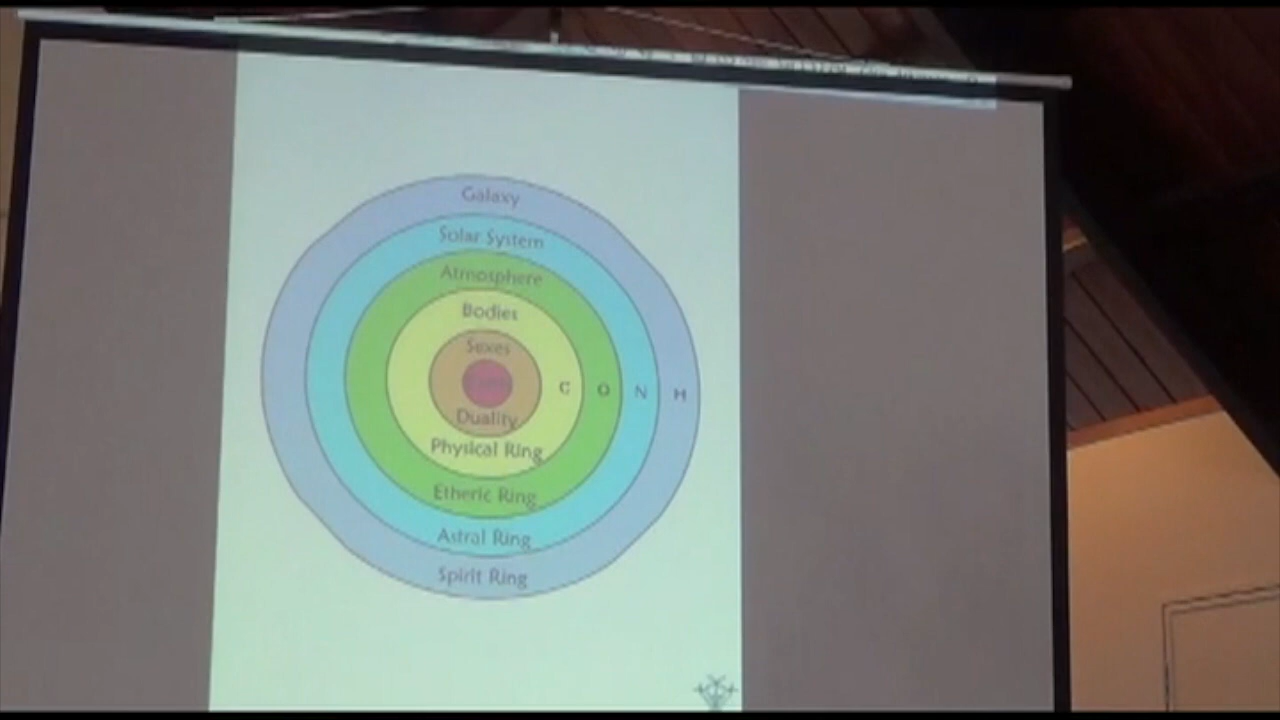 Galaxy
Solar System
Atmosphere
Bodies
Sexes
C O N H
Duality
Physical Ring
Etheric Ring
Astral Ring
Spirit Ring